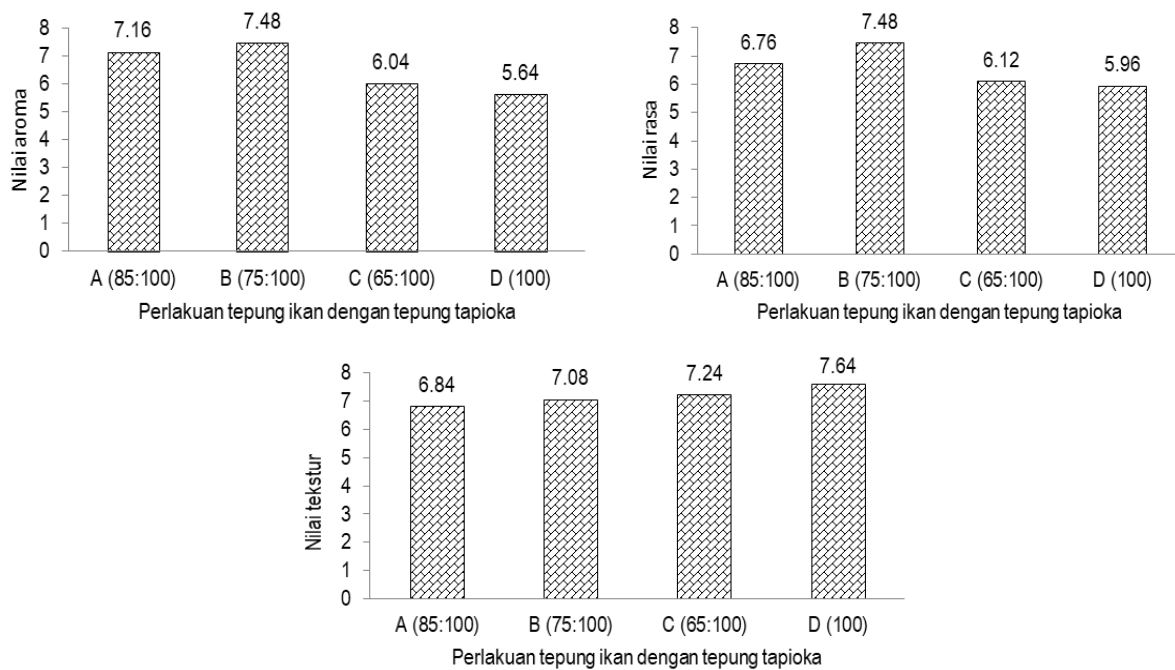 Nilai aroma
8
7
6
5
4
3
2
1
0
7.16 7.48 6.04 5.64
A (85:100) B (75:100) C (65:100) D (100)
Perlakuan tepung ikan dengan tepung tapioka
Nilai rasa
8
7
6
5
4
3
2
1
0
6.76 7.48 6.12 5.96
A (85:100) B (75:100) C (65:100) D (100)
Perlakuan tepung ikan dengan tepung tapioka
Nilai tekstur
8
7
6
5
4
3
2
1
0
6.84 7.08 7.24 7.64
A (85:100) B (75:100) C (65:100) D (100)
Perlakuan tepung ikan dengan tepung tapioka